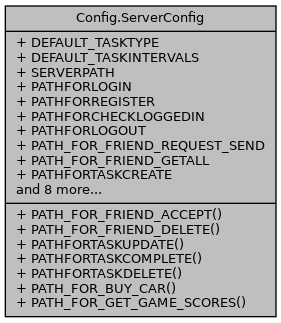 Config.ServerConfig
+ DEFAULT_TASKTYPE
+ DEFAULT_TASKINTERVALS
+ SERVERPATH
+ PATHFORLOGIN
+ PATHFORREGISTER
+ PATHFORCHECKLOGGEDIN
+ PATHFORLOGOUT
+ PATH_FOR_FRIEND_REQUEST_SEND
+ PATH_FOR_FRIEND_GETALL
+ PATHFORTASKCREATE
and 8 more...
+ PATH_FOR_FRIEND_ACCEPT()
+ PATH_FOR_FRIEND_DELETE()
+ PATHFORTASKUPDATE()
+ PATHFORTASKCOMPLETE()
+ PATHFORTASKDELETE()
+ PATH_FOR_BUY_CAR()
+ PATH_FOR_GET_GAME_SCORES()